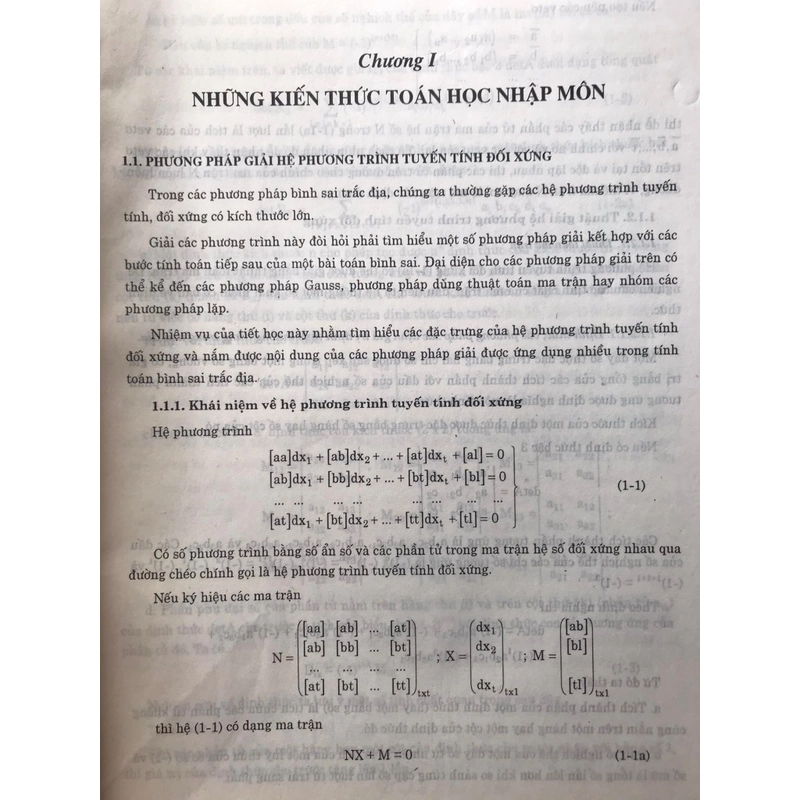 Chương I
NHỮNG KIẾN THỨC TOÁN HỌC NHẬP MÔN
1.1. PHƯƠNG PHÁP GIẢI HỆ PHƯƠNG TRÌNH TUYẾN TÍNH ĐỐI XỨNG
Trong các phương pháp bình sai trắc địa, chúng ta thường gặp các hệ phương trình tuyến
tính, đối xứng có kích thước lớn.
Giải các phương trình này đòi hỏi phải tìm hiểu một số phương pháp giải kết hợp với các
bước tính toán tiếp sau của một bài toán bình sai. Đại diện cho các phương pháp giải trên có
thể kể đến các phương pháp Gauss, phương pháp dùng thuật toán ma trận hay nhóm các
phương pháp lặp.
Nhiệm vụ của tiết học này nhằm tìm hiểu các đặc trưng của hệ phương trình tuyến tính
đối xứng và nắm được nội dung của các phương pháp giải được ứng dụng nhiều trong tính
toán bình sai trắc địa.
1.1.1. Khái niệm về hệ phương trình tuyến tính đối xứng
Hệ phương trình
[aa]dx₁ + [ab]dx₂ + ... + [at]dxₜ + [al] = 0
[ab]dx₁ + [bb]dx₂ + ... + [bt]dxₜ + [bl] = 0
... ... ... ... ... ... ... (1-1)
[at]dx₁ + [bt]dx₂ + ... + [tt]dxₜ + [tl] = 0
Có số phương trình bằng số ẩn số và các phần tử trong ma trận hệ số đối xứng nhau qua
đường chéo chính gọi là hệ phương trình tuyến tính đối xứng.
Nếu ký hiệu các ma trận
[aa] [ab] ... [at] dx₁ [ab]
[ab] [bb] ... [bt] dx₂ [bl]
N = ... ... ... ... ; X = ; M =
[at] [bt] ... [tt] txt dxₜ tx1 [tl] tx1
thì hệ (1-1) có dạng ma trận
NX + M = 0 (1-1a)